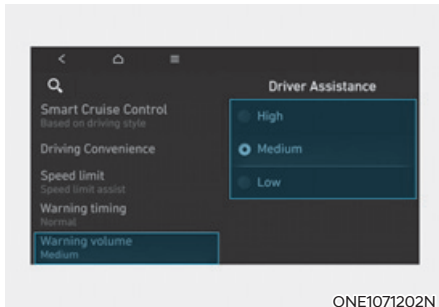 Driver Assistance
Smart Cruise Control
Based on driving style
Driving Convenience
Speed limit
Speed limit assist
Warning timing
Normal
Warning volume
Medium
High
Medium
Low
ONE1071202N